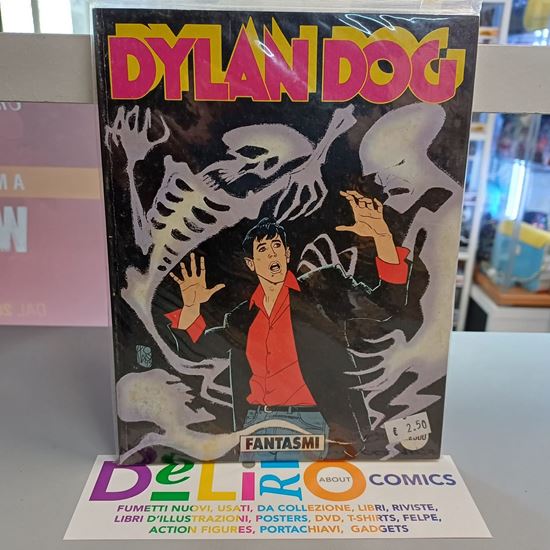 DYLAN DOG
FANTASMI
€ 2.50
DeLiRiO ABOUT COMICS
FUMETTI NUOVI, USATI, DA COLLEZIONE, LIBRI, RIVISTE,
LIBRI D'ILLUSTRAZIONI, POSTERS, DVD, T-SHIRTS, FELPE,
ACTION FIGURES, PORTACHIAVI, GADGETS